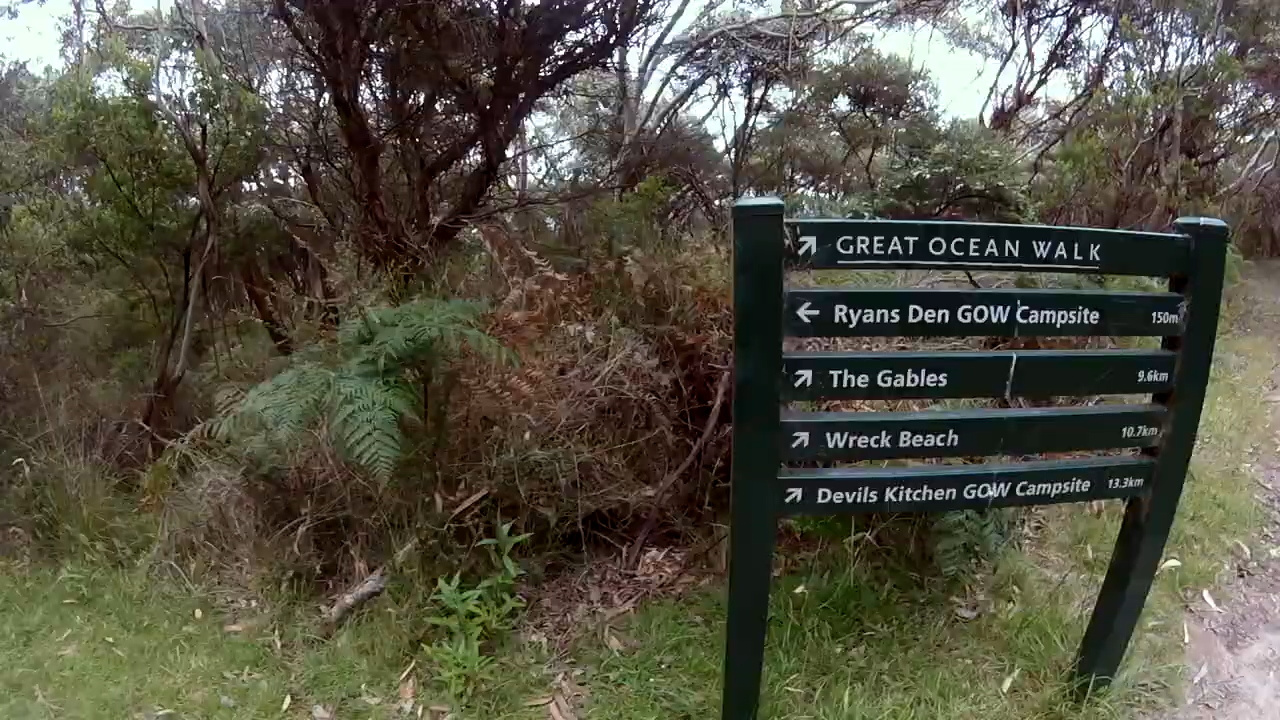 ↗ GREAT OCEAN WALK
← Ryans Den GOW Campsite 150m
↗ The Gables 9.6km
↗ Wreck Beach 10.7km
↗ Devils Kitchen GOW Campsite 13.3km